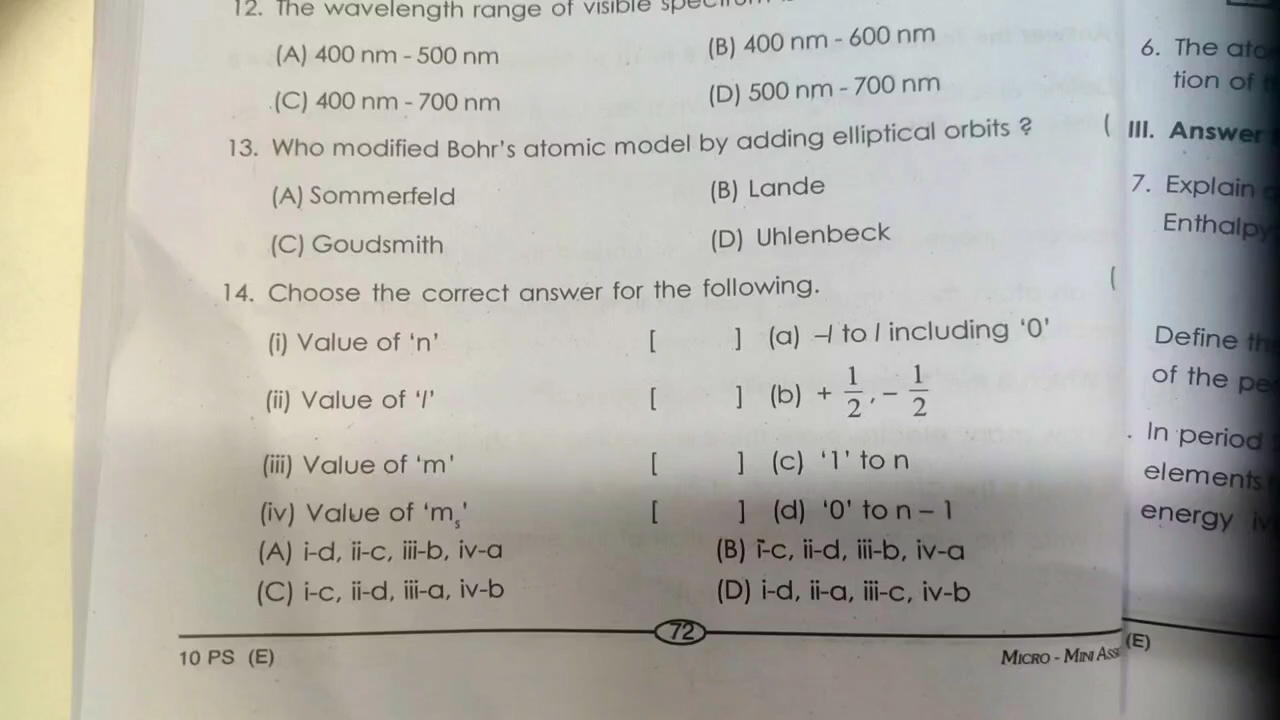 12. The wavelength range of visible
(A) 400 nm - 500 nm (B) 400 nm - 600 nm
(C) 400 nm - 700 nm (D) 500 nm - 700 nm
13. Who modified Bohr's atomic model by adding elliptical orbits ? (
(A) Sommerfeld (B) Lande
(C) Goudsmith (D) Uhlenbeck
14. Choose the correct answer for the following. (
(i) Value of 'n' [ ] (a) –l to l including '0'
(ii) Value of 'l' [ ] (b) + 1/2, – 1/2
(iii) Value of 'm' [ ] (c) '1' to n
(iv) Value of 'mₛ' [ ] (d) '0' to n – 1
(A) i-d, ii-c, iii-b, iv-a (B) i-c, ii-d, iii-b, iv-a
(C) i-c, ii-d, iii-a, iv-b (D) i-d, ii-a, iii-c, iv-b
72
10 PS (E) MICRO - MINI
6. The
tion of
III. Answer
7. Explain
Enthalpy
Define
of the
. In period
elements
energy
(E)